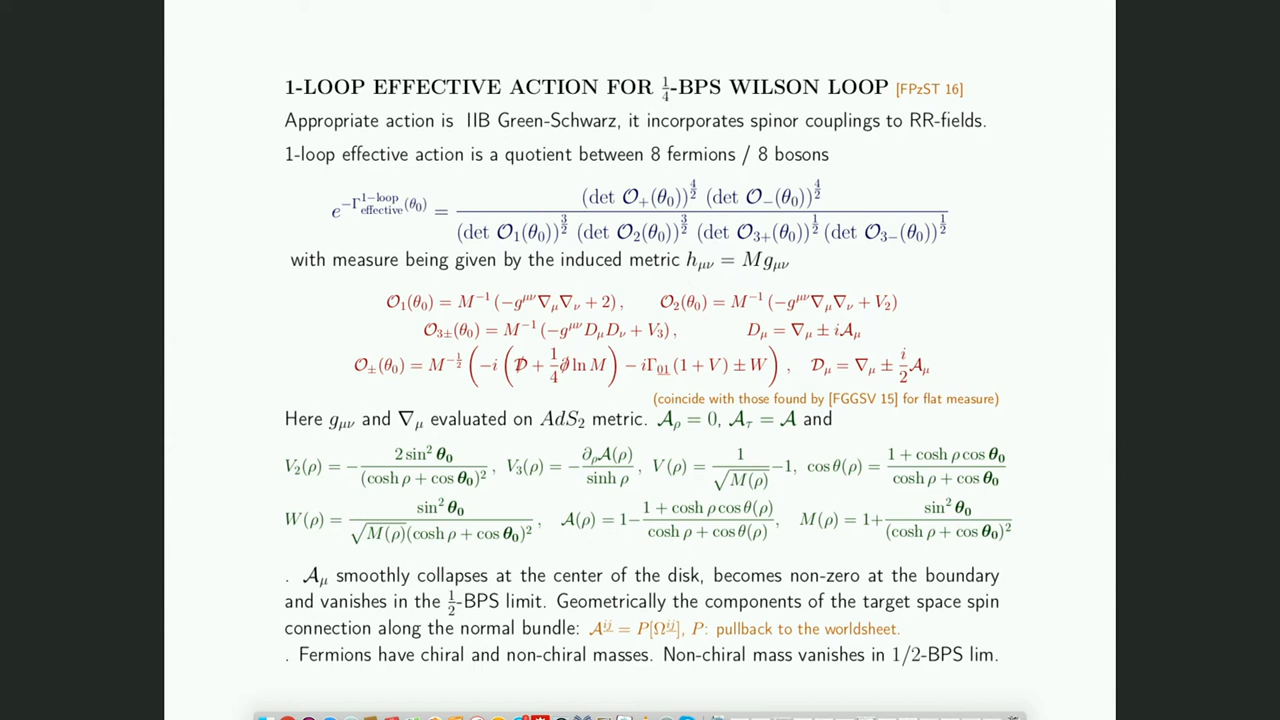 1-LOOP EFFECTIVE ACTION FOR 1/4-BPS WILSON LOOP [FPzST 16]
Appropriate action is IIB Green-Schwarz, it incorporates spinor couplings to RR-fields.
1-loop effective action is a quotient between 8 fermions / 8 bosons
e^{-Γ^{1-loop}_{effective}(θ_0)} = \frac{(det 𝒪_+(θ_0))^{4/2} (det 𝒪_-(θ_0))^{4/2}}{(det 𝒪_1(θ_0))^{3/2} (det 𝒪_2(θ_0))^{3/2} (det 𝒪_{3+}(θ_0))^{1/2} (det 𝒪_{3-}(θ_0))^{1/2}}
with measure being given by the induced metric h_{μν} = M g_{μν}
𝒪_1(θ_0) = M^{-1} (-g^{μν}∇_μ∇_ν + 2) , 𝒪_2(θ_0) = M^{-1} (-g^{μν}∇_μ∇_ν + V_2)
𝒪_{3±}(θ_0) = M^{-1} (-g^{μν}D_μD_ν + V_3) , D_μ = ∇_μ ± i𝒜_μ
𝒪_±(θ_0) = M^{-1/2} (-i (D̸ + \frac{1}{4} ∂̸ ln M) - iΓ_{01} (1 + V) ± W) , 𝒟_μ = ∇_μ ± \frac{i}{2} 𝒜_μ
(coincide with those found by [FGGSV 15] for flat measure)
Here g_{μν} and ∇_μ evaluated on AdS_2 metric. 𝒜_ρ = 0, 𝒜_τ = 𝒜 and
V_2(ρ) = -\frac{2 sin^2 θ_0}{(cosh ρ + cos θ_0)^2} , V_3(ρ) = -\frac{∂_ρ𝒜(ρ)}{sinh ρ} , V(ρ) = \frac{1}{\sqrt{M(ρ)}} -1, cos θ(ρ) = \frac{1 + cosh ρ cos θ_0}{cosh ρ + cos θ_0}
W(ρ) = \frac{sin^2 θ_0}{\sqrt{M(ρ)}(cosh ρ + cos θ_0)^2} , 𝒜(ρ) = 1-\frac{1 + cosh ρ cos θ(ρ)}{cosh ρ + cos θ(ρ)}, M(ρ) = 1+\frac{sin^2 θ_0}{(cosh ρ + cos θ_0)^2}
. 𝒜_μ smoothly collapses at the center of the disk, becomes non-zero at the boundary
and vanishes in the 1/2-BPS limit. Geometrically the components of the target space spin
connection along the normal bundle: 𝒜^{ij} = P[Ω^{ij}], P: pullback to the worldsheet.
. Fermions have chiral and non-chiral masses. Non-chiral mass vanishes in 1/2-BPS lim.